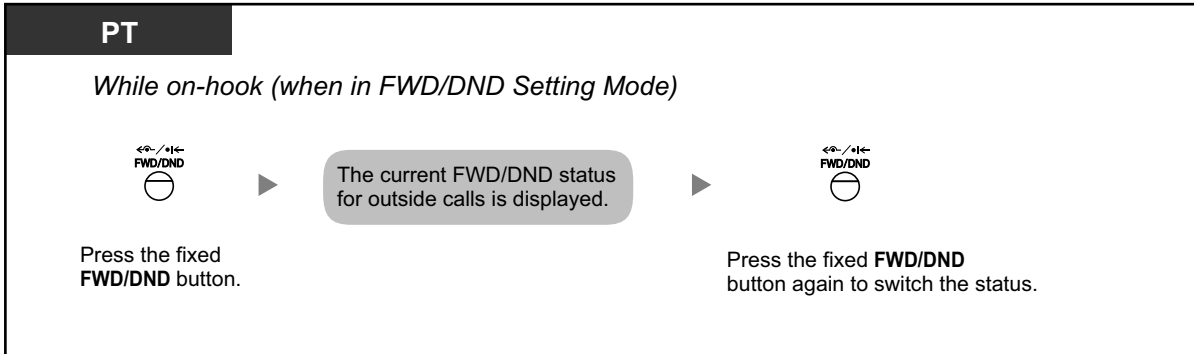 PT
While on-hook (when in FWD/DND Setting Mode)
FWD/DND
The current FWD/DND status
for outside calls is displayed.
FWD/DND
Press the fixed
FWD/DND button.
Press the fixed FWD/DND
button again to switch the status.